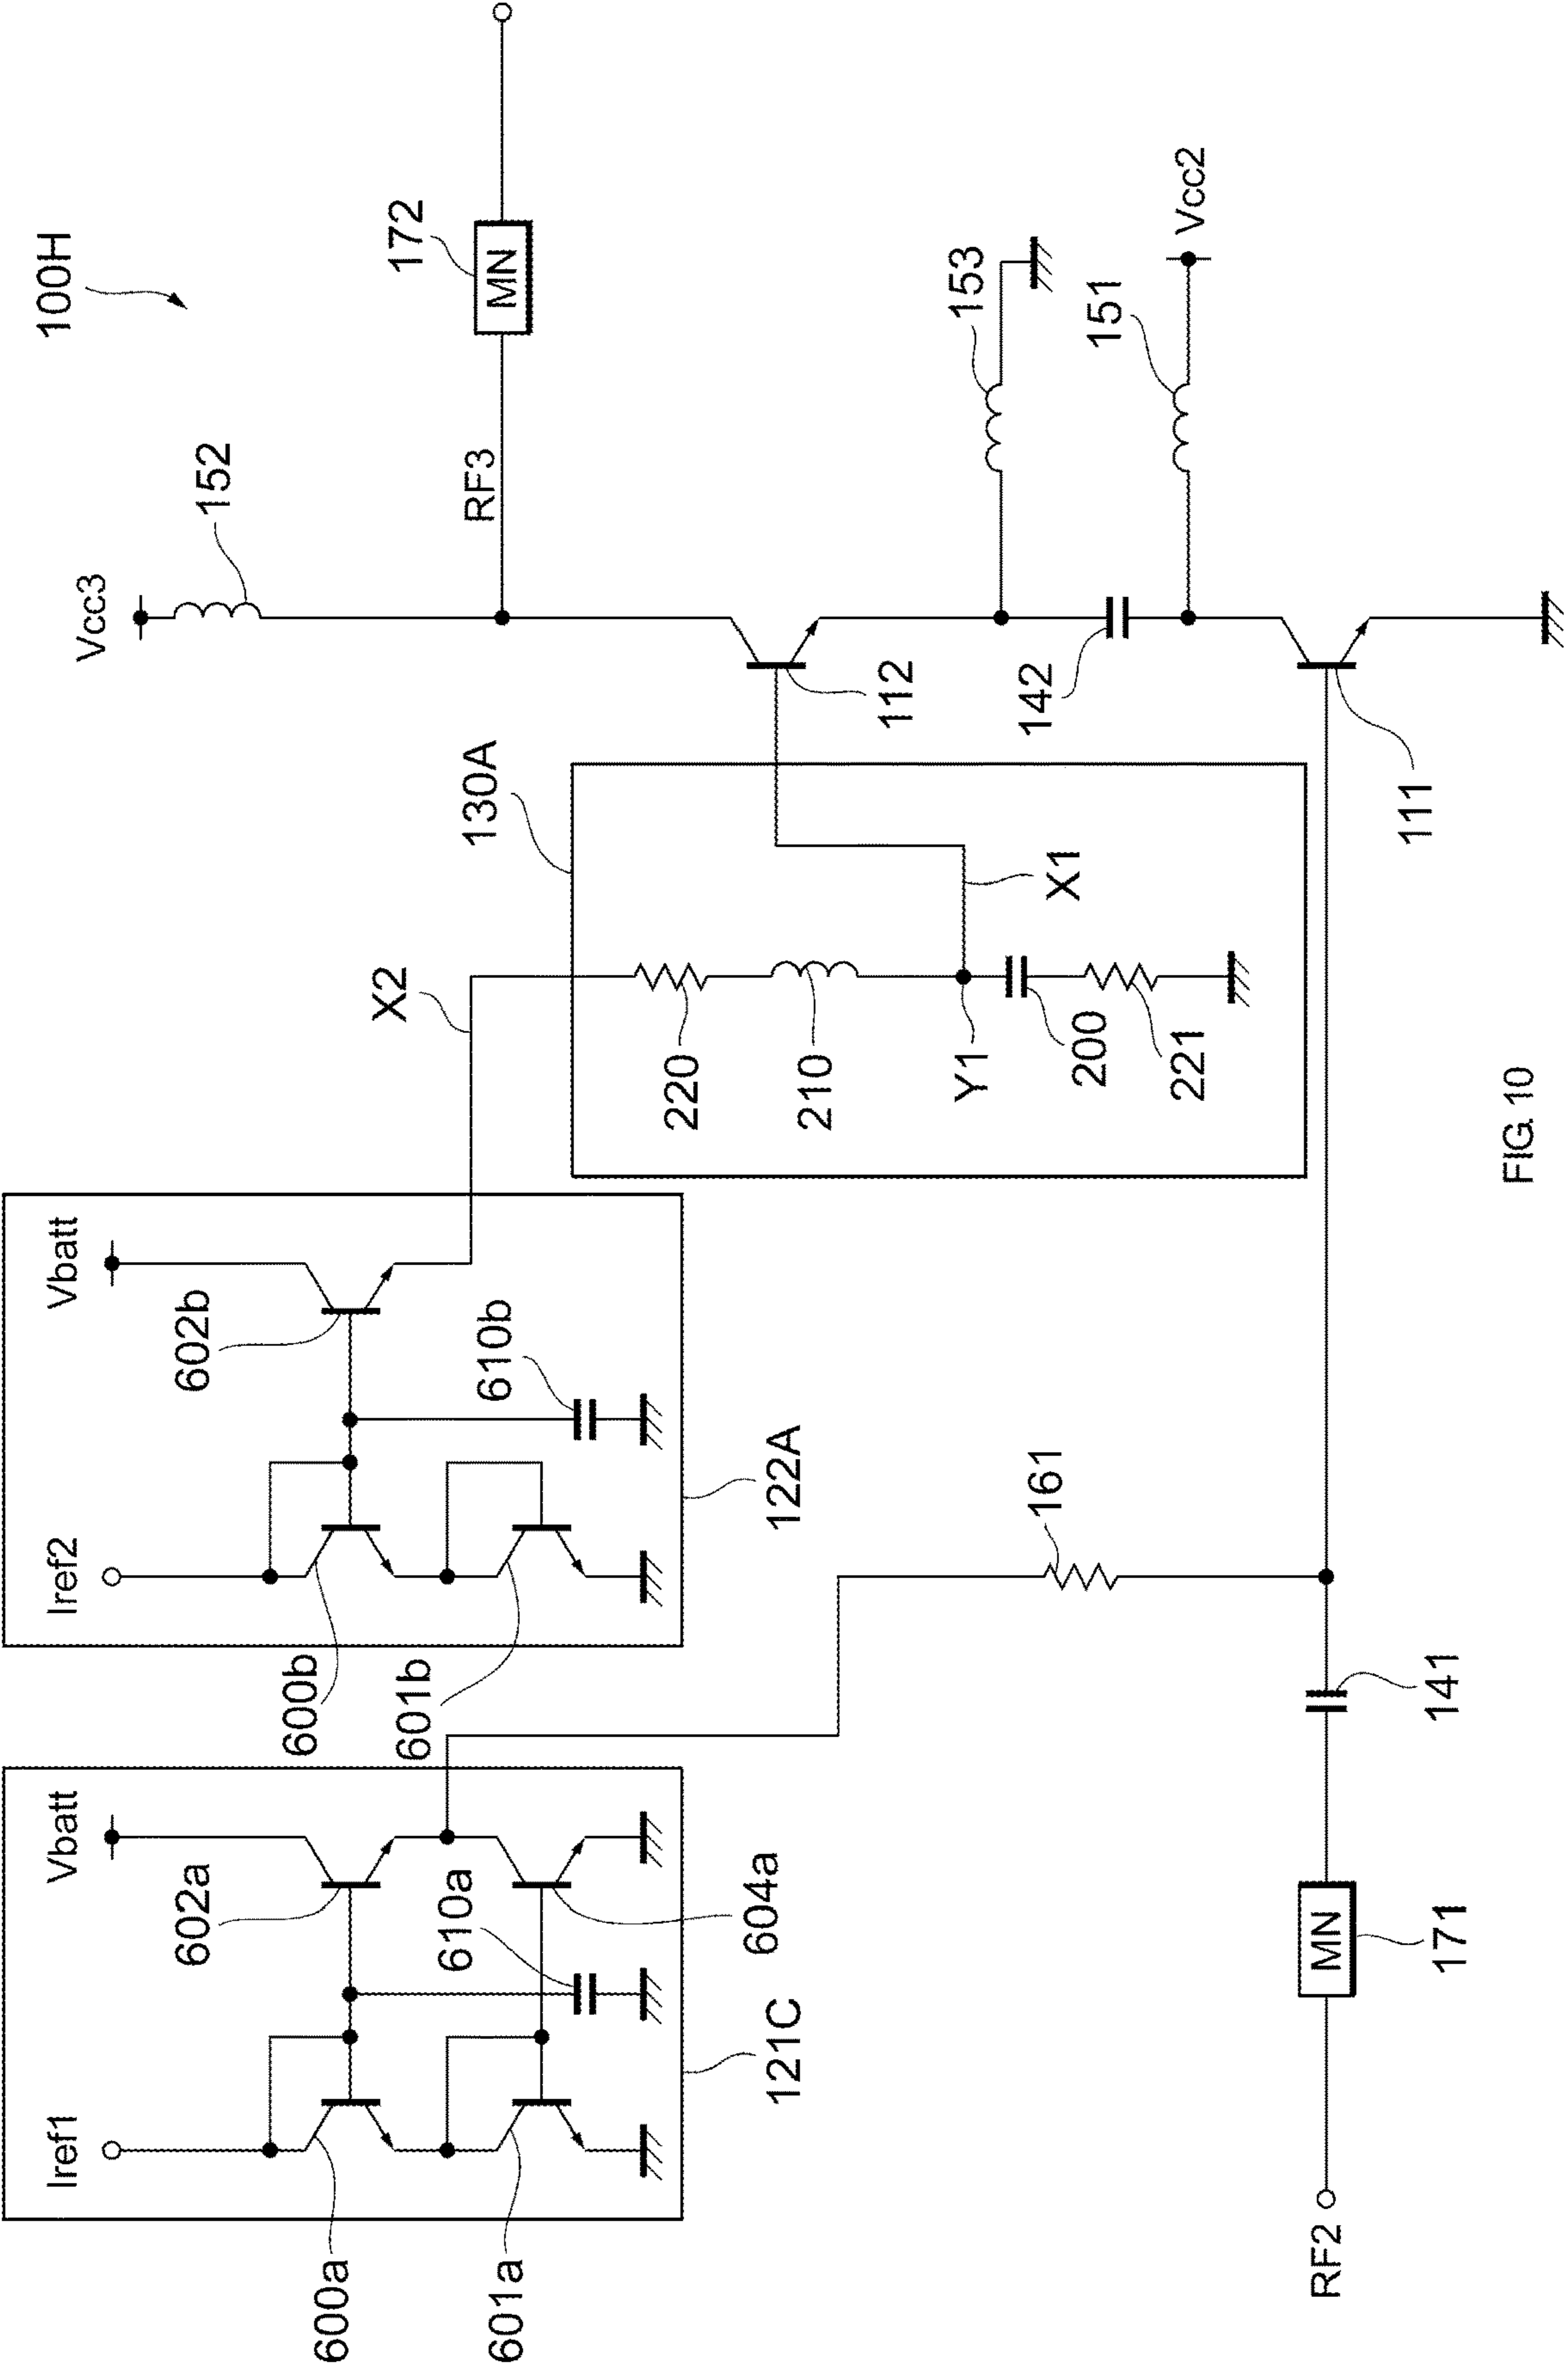 100H
Vcc3
152
172
MN
RF3
112
153
142
151
Vcc2
111
130A
X2
220
210
Y1
X1
200
221
Vbatt
602b
Iref2
600b
601b
610b
122A
161
Vbatt
602a
Iref1
600a
601a
610a
604a
121C
141
MN
171
RF2
FIG. 10